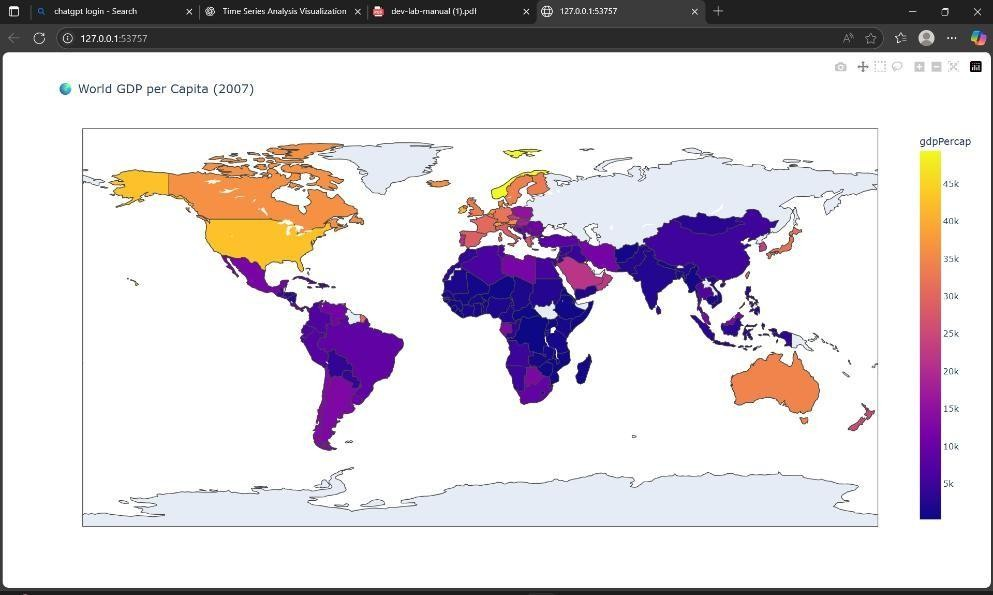 chatgpt login - Search
Time Series Analysis Visualization
dev-lab-manual (1).pdf
127.0.0.1:53757
127.0.0.1:53757
World GDP per Capita (2007)
gdpPercap
45k
40k
35k
30k
25k
20k
15k
10k
5k